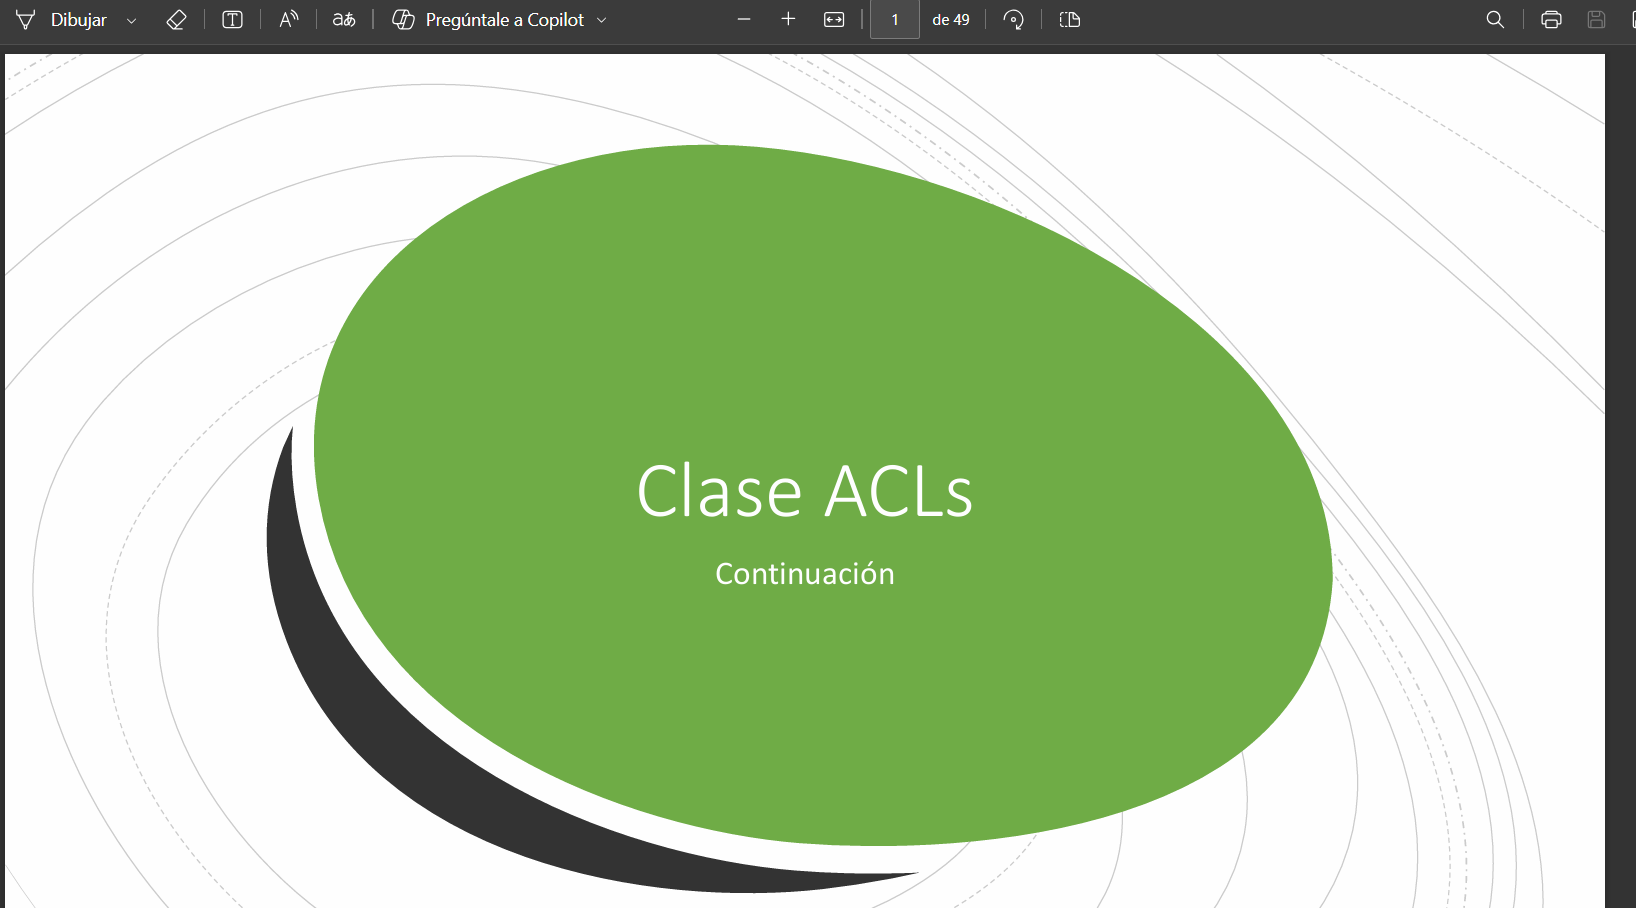 Dibujar
Pregúntale a Copilot
1 de 49
Clase ACLs
Continuación